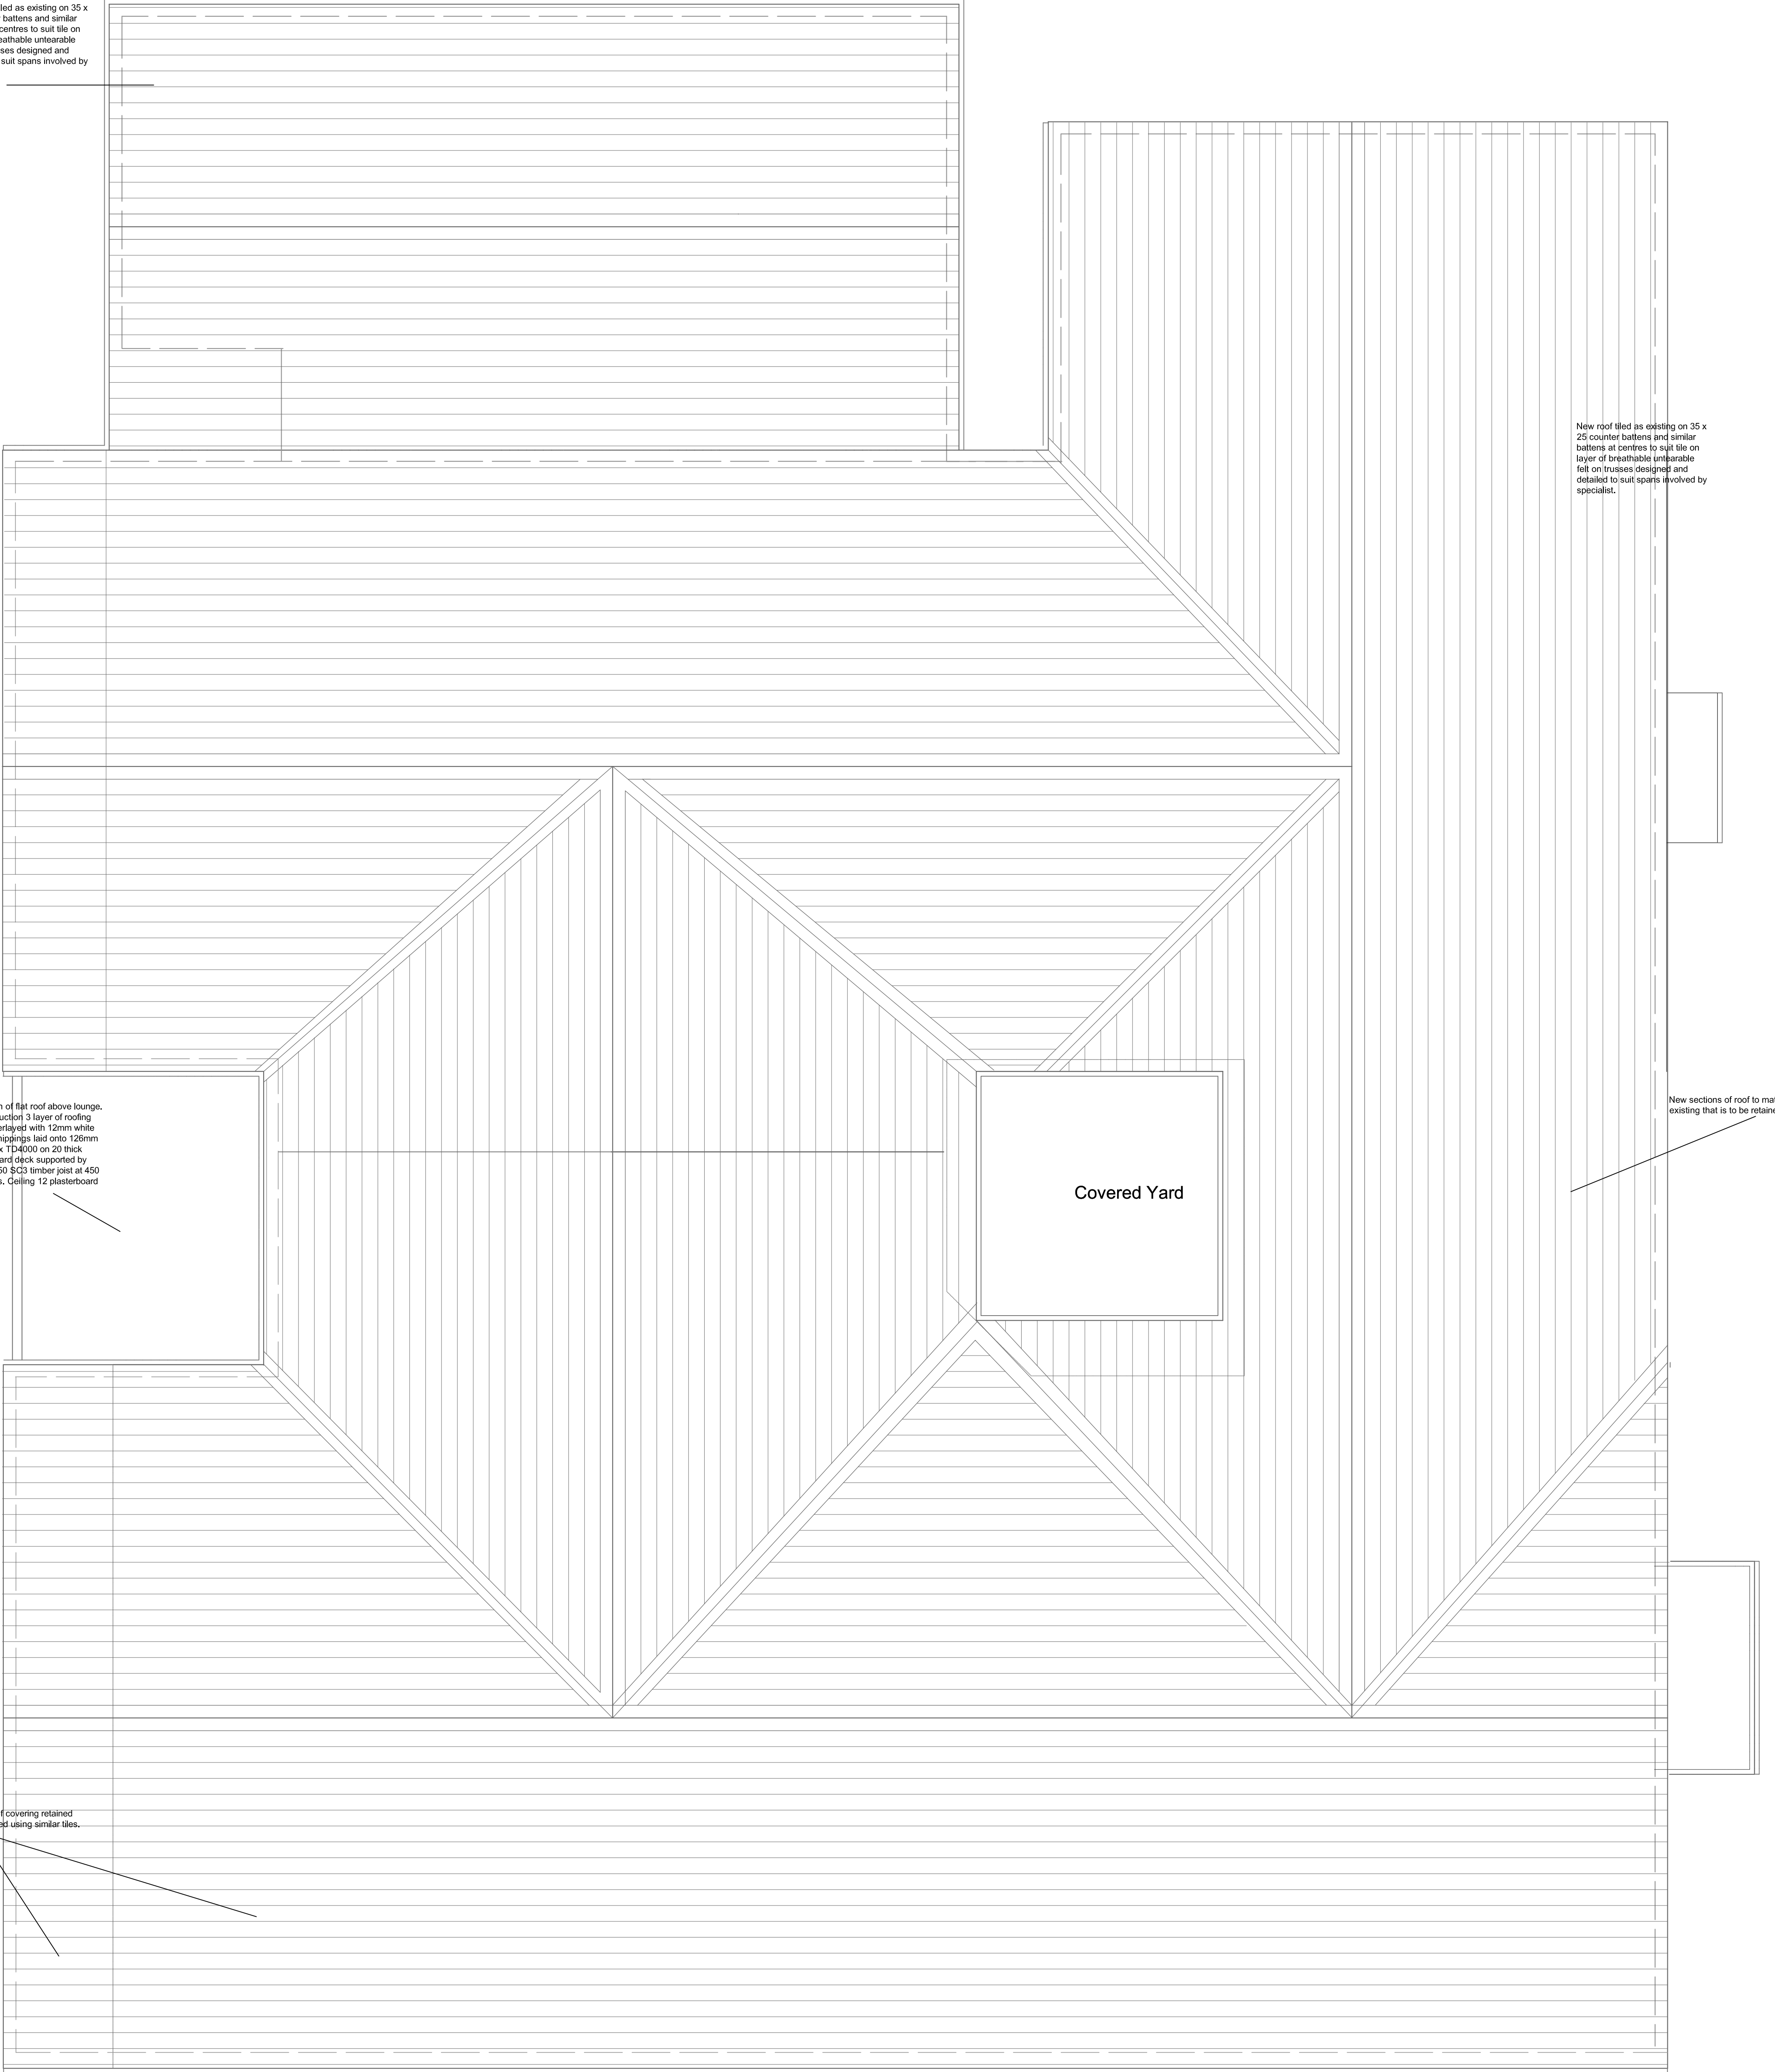 led as existing on 35 x
battens and similar
centres to suit tile on
eathable untearable
ses designed and
suit spans involved by
New roof tiled as existing on 35 x
25 counter battens and similar
battens at centres to suit tile on
layer of breathable untearable
felt on trusses designed and
detailed to suit spans involved by
specialist.
of flat roof above lounge.
uction 3 layer of roofing
erlayed with 12mm white
hippings laid onto 126mm
x TD4000 on 20 thick
ard deck supported by
50 SC3 timber joist at 450
s. Ceiling 12 plasterboard
New sections of roof to mat
existing that is to be retaine
Covered Yard
f covering retained
ed using similar tiles.